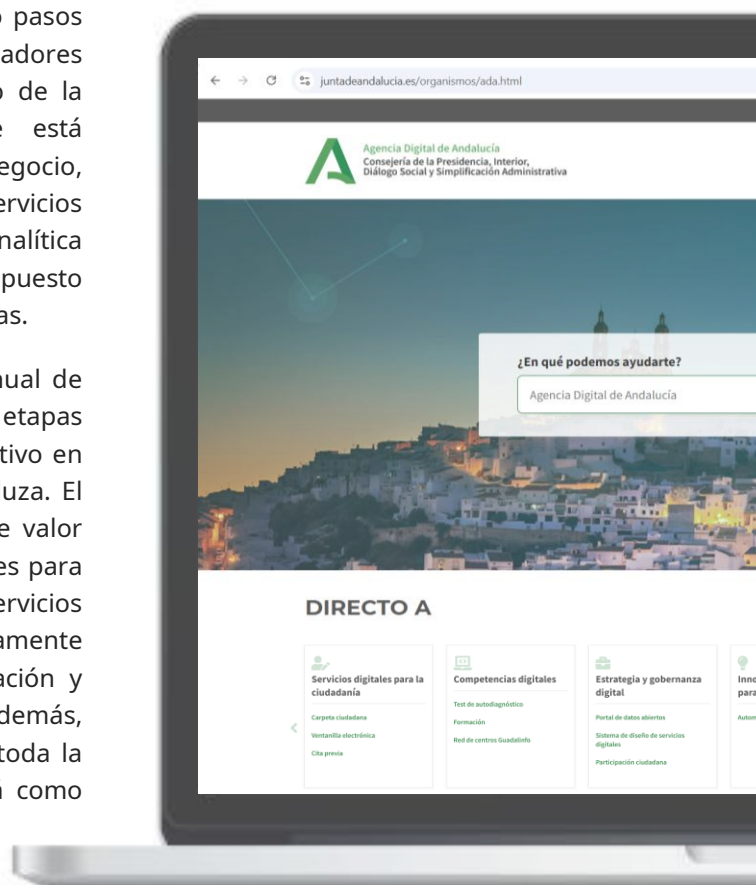 pasos
adores
de la
está
egocio,
ervicios
nalítica
puesto
as.
ual de
etapas
tivo en
uza. El
e valor
es para
ervicios
amente
ación y
demás,
toda la
como
juntadeandalucia.es/organismos/ada.html
Agencia Digital de Andalucía
Consejería de la Presidencia, Interior,
Diálogo Social y Simplificación Administrativa
¿En qué podemos ayudarte?
Agencia Digital de Andalucía
DIRECTO A
Servicios digitales para la
ciudadanía
Carpeta ciudadana
Ventanilla electrónica
Cita previa
Competencias digitales
Test de autodiagnóstico
Formación
Red de centros Guadalinfo
Estrategia y gobernanza
digital
Portal de datos abiertos
Sistema de diseño de servicios
digitales
Participación ciudadana
Inno
para
Autom